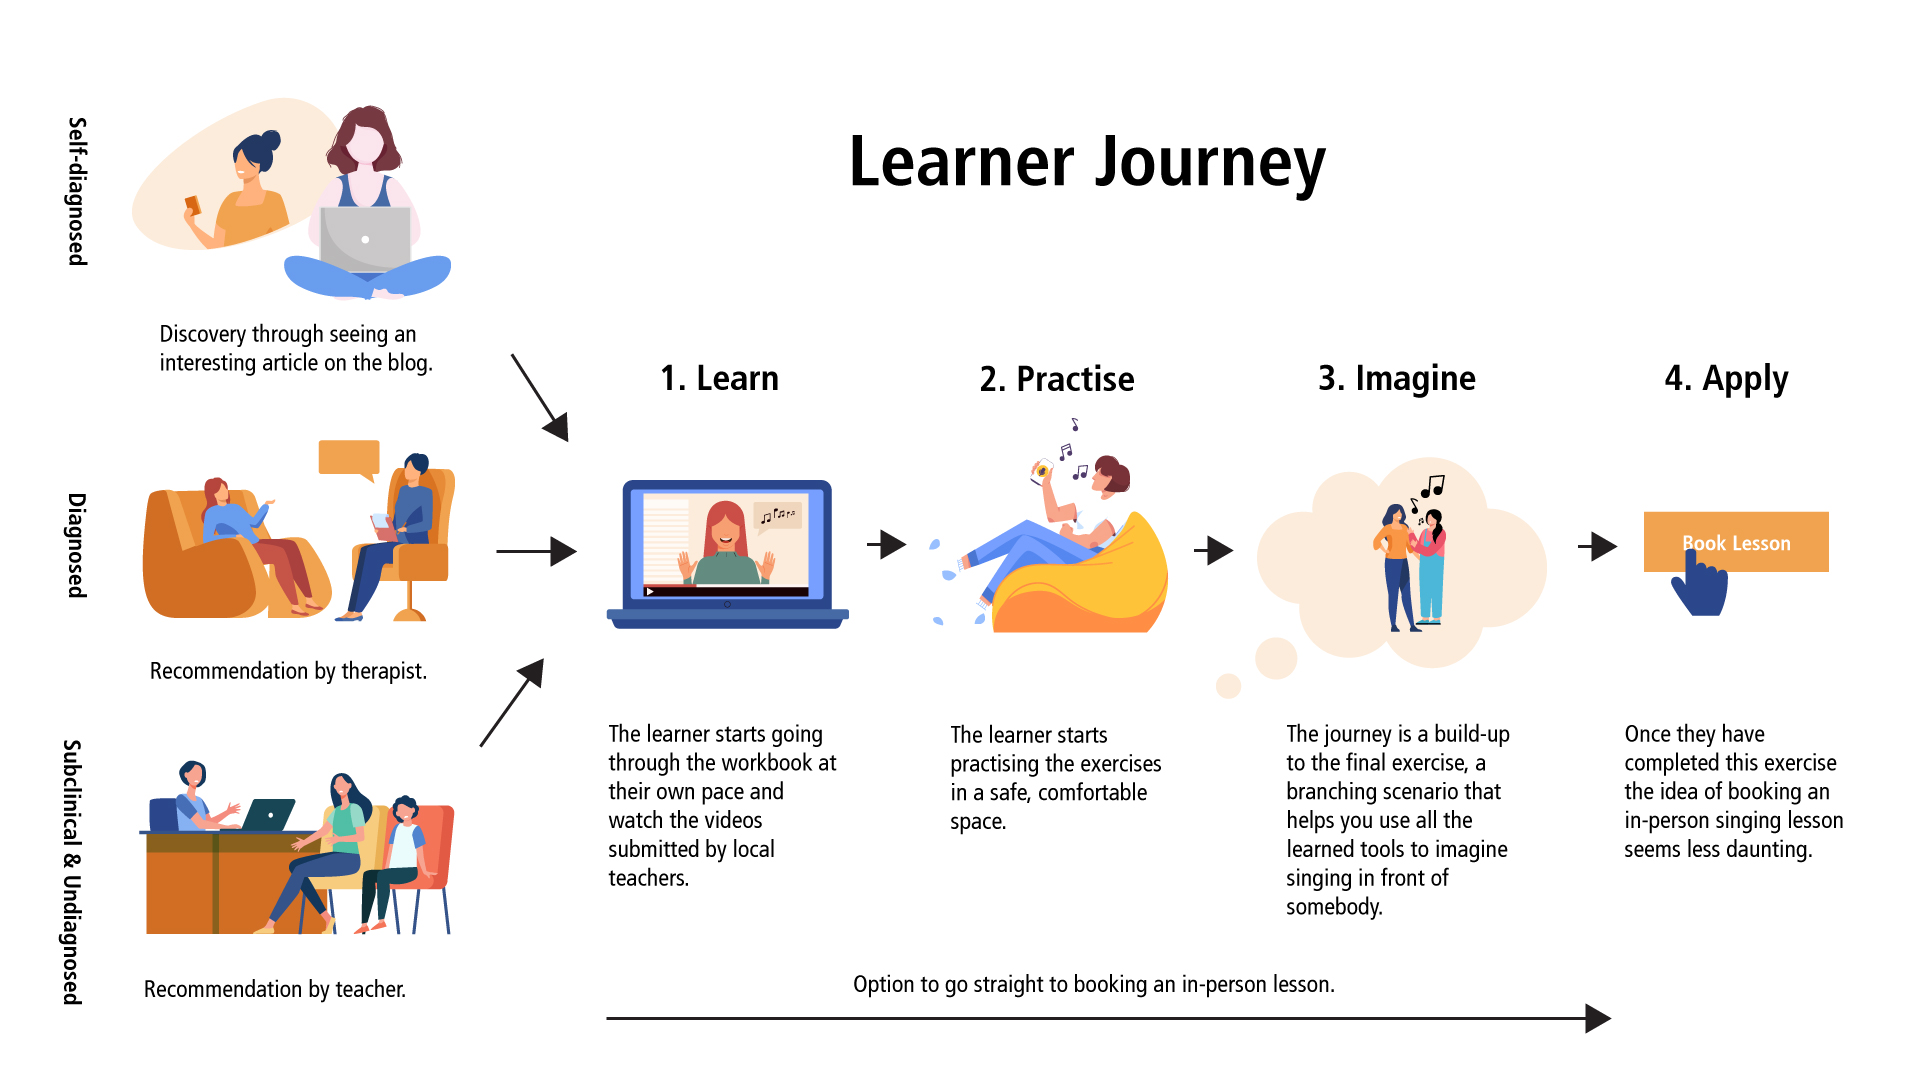 Learner Journey
Self-diagnosed
Discovery through seeing an
interesting article on the blog.
Diagnosed
Recommendation by therapist.
Subclinical & Undiagnosed
Recommendation by teacher.
1. Learn
The learner starts going
through the workbook at
their own pace and
watch the videos
submitted by local
teachers.
2. Practise
The learner starts
practising the exercises
in a safe, comfortable
space.
3. Imagine
The journey is a build-up
to the final exercise, a
branching scenario that
helps you use all the
learned tools to imagine
singing in front of
somebody.
4. Apply
Book Lesson
Once they have
completed this exercise
the idea of booking an
in-person singing lesson
seems less daunting.
Option to go straight to booking an in-person lesson.